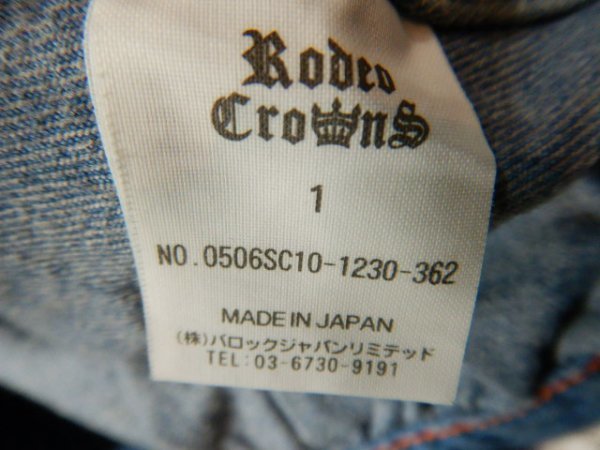 Rodeo
CrownS
1
NO.0506SC10-1230-362
MADE IN JAPAN
(株)バロックジャパンリミテッド
TEL:03-6730-9191